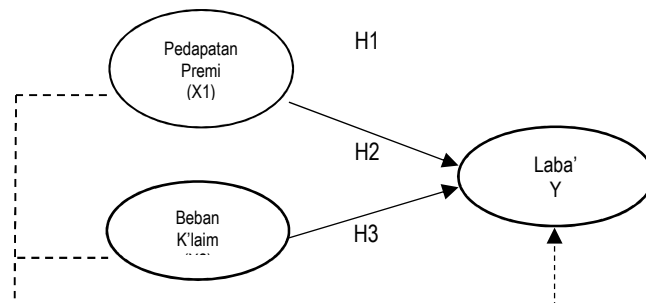 Pedapatan
Premi
(X1)
H1
H2
Laba'
Y
Beban
K'laim
H3